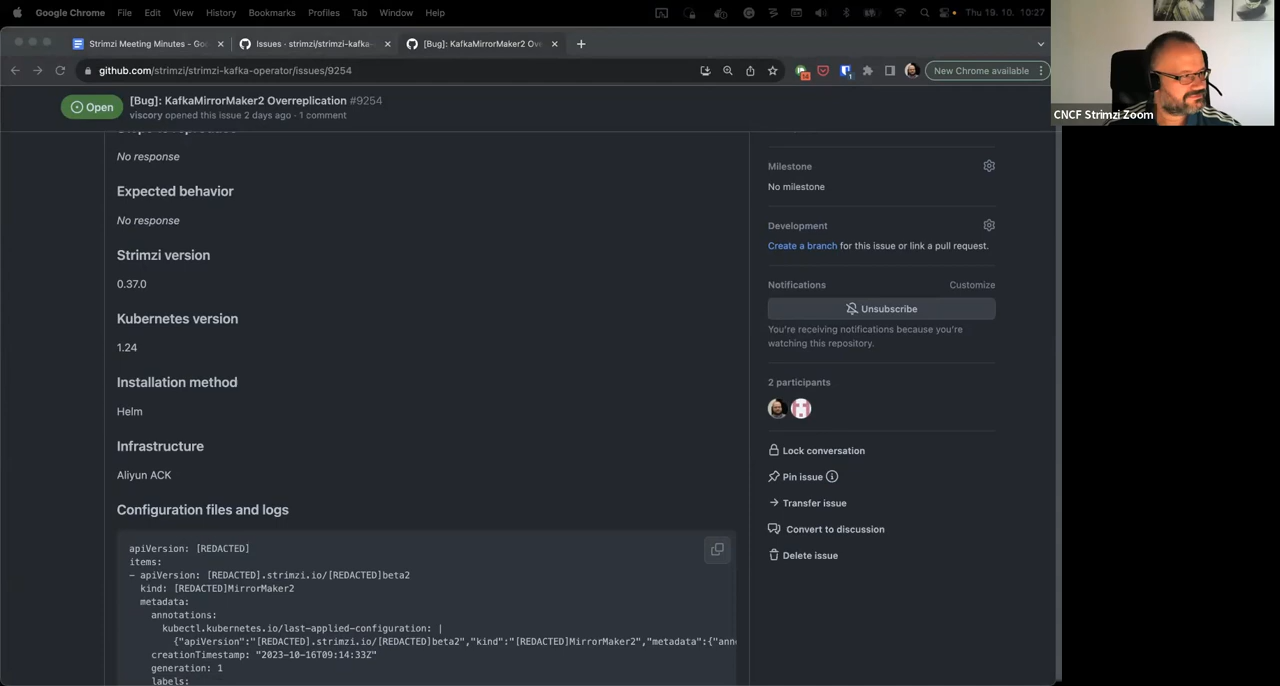 Google Chrome File Edit View History Bookmarks Profiles Tab Window Help Thu 19. 10. 10:27
Strimzi Meeting Minutes - Go
Issues · strimzi/strimzi-kafka-
[Bug]: KafkaMirrorMaker2 Ove
github.com/strimzi/strimzi-kafka-operator/issues/9254
New Chrome available
CNCF Strimzi Zoom
Open
[Bug]: KafkaMirrorMaker2 Overreplication #9254
viscory opened this issue 2 days ago · 1 comment
No response
Expected behavior
No response
Strimzi version
0.37.0
Kubernetes version
1.24
Installation method
Helm
Infrastructure
Aliyun ACK
Configuration files and logs
apiVersion: [REDACTED]
items:
- apiVersion: [REDACTED].strimzi.io/[REDACTED]beta2
kind: [REDACTED]MirrorMaker2
metadata:
annotations:
kubectl.kubernetes.io/last-applied-configuration: |
{"apiVersion":"[REDACTED].strimzi.io/[REDACTED]beta2","kind":"[REDACTED]MirrorMaker2","metadata":{"anno
creationTimestamp: "2023-10-16T09:14:33Z"
generation: 1
labels:
Milestone
No milestone
Development
Create a branch for this issue or link a pull request.
Notifications Customize
Unsubscribe
You're receiving notifications because you're
watching this repository.
2 participants
Lock conversation
Pin issue
Transfer issue
Convert to discussion
Delete issue